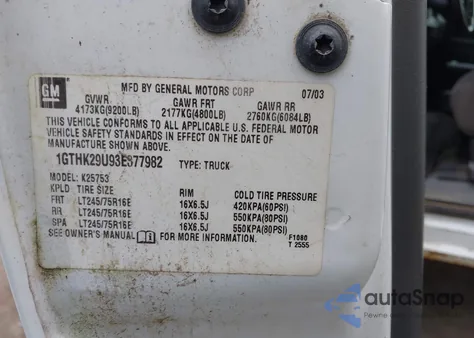 GM
MFD BY GENERAL MOTORS CORP 07/03
GVWR GAWR FRT GAWR RR
4173KG(9200LB) 2177KG(4800LB) 2760KG(6084LB)
THIS VEHICLE CONFORMS TO ALL APPLICABLE U.S. FEDERAL MOTOR
VEHICLE SAFETY STANDARDS IN EFFECT ON THE DATE OF
MANUFACTURE SHOWN ABOVE.
1GTHK29U93E377982 TYPE: TRUCK
MODEL: K25753
KPLD TIRE SIZE RIM COLD TIRE PRESSURE
FRT LT245/75R16E 16X6.5J 420KPA(60PSI)
RR LT245/75R16E 16X6.5J 550KPA(80PSI)
SPA LT245/75R16E 16X6.5J 550KPA(80PSI)
SEE OWNER'S MANUAL FOR MORE INFORMATION.
F1080
T 2555
autoSnap